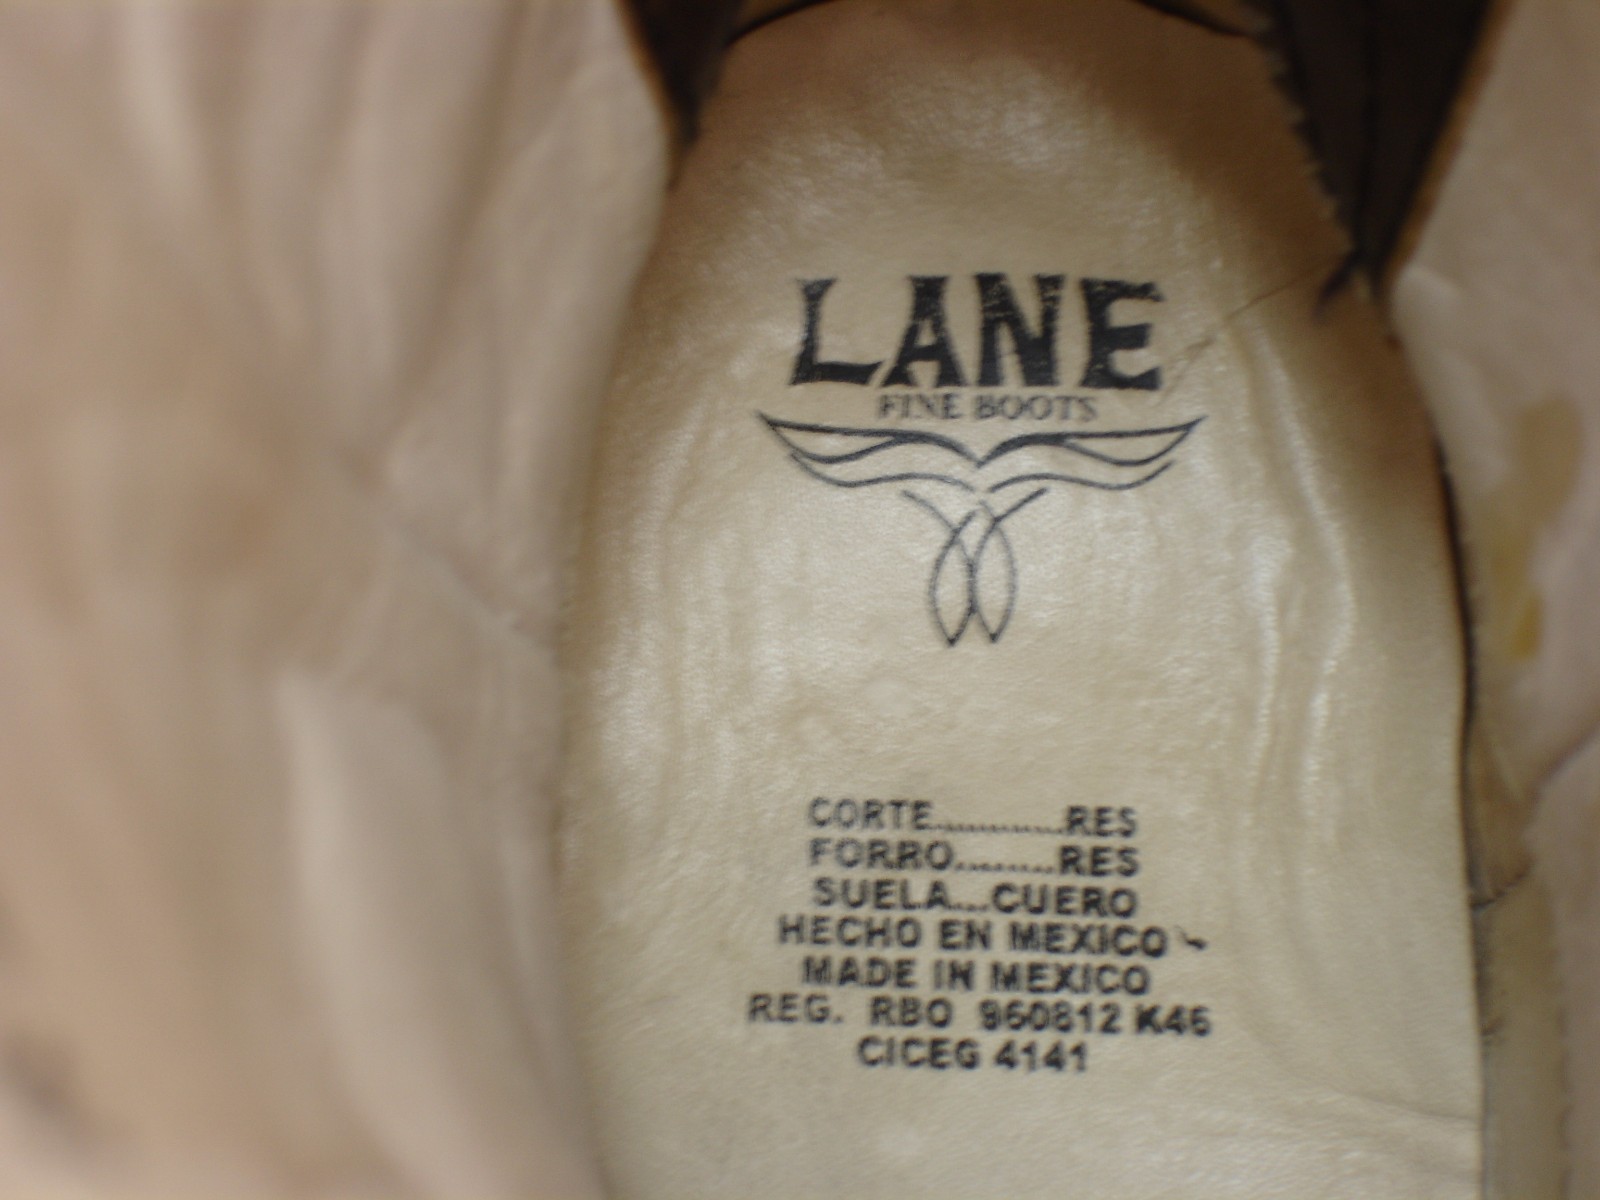 LANE
FINE BOOTS
CORTE............RES
FORRO.........RES
SUELA....CUERO
HECHO EN MEXICO
MADE IN MEXICO
REG. RBO 960812 K46
CICEG 4141